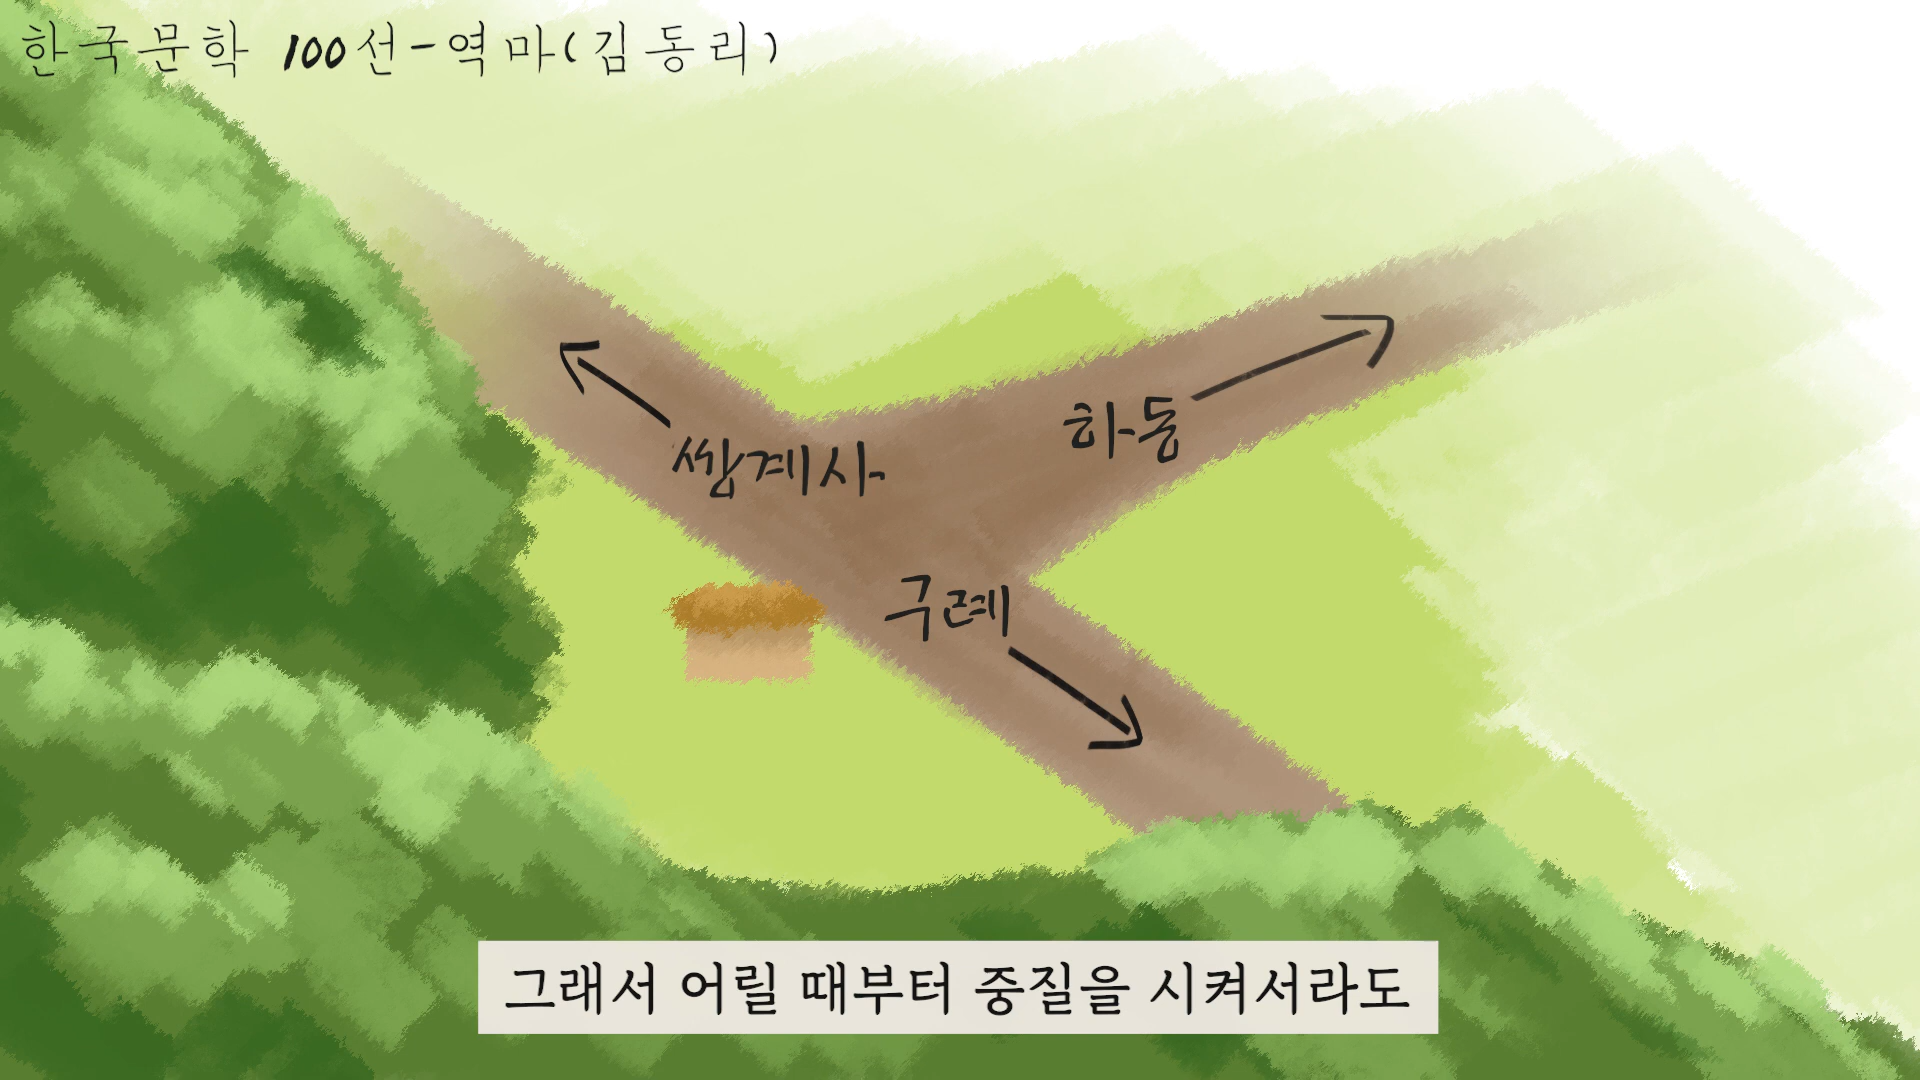 한국문학 100선-역마(김동리)
하동
쌍계사
구례
그래서 어릴 때부터 중질을 시켜서라도